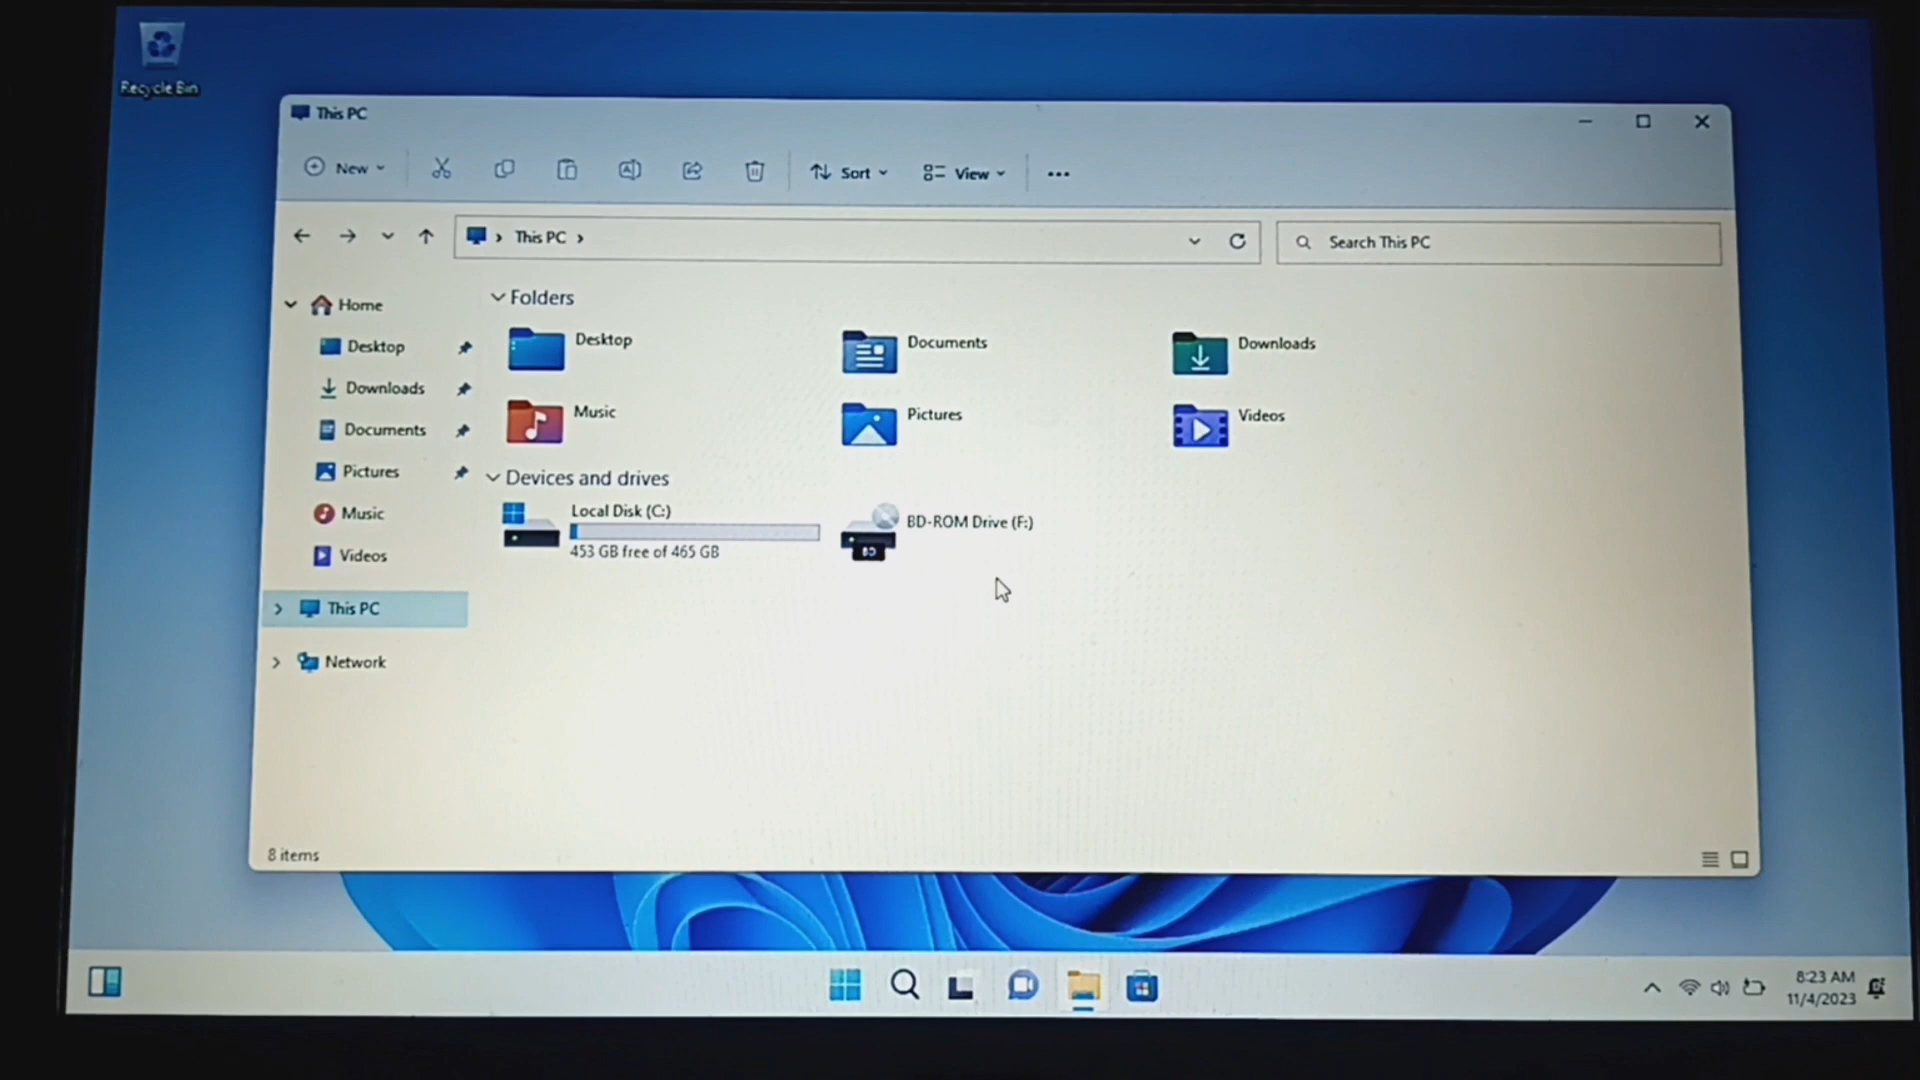 Recycle Bin
This PC
New
Sort
View
This PC
Search This PC
Home
Desktop
Downloads
Documents
Pictures
Music
Videos
This PC
Network
Folders
Desktop
Documents
Downloads
Music
Pictures
Videos
Devices and drives
Local Disk (C:)
453 GB free of 465 GB
BD
BD-ROM Drive (F:)
8 items
8:23 AM
11/4/2023